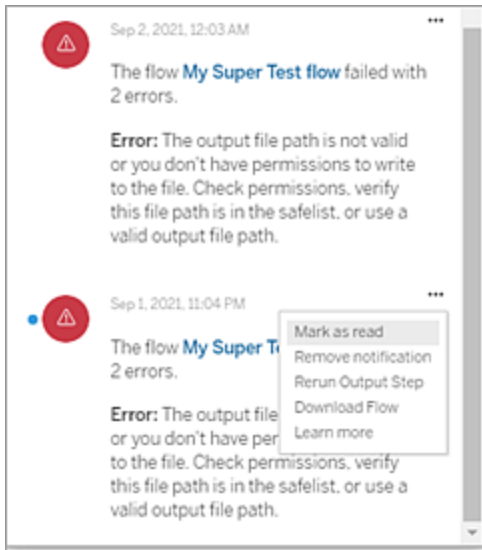 Sep 2, 2021, 12:03 AM
The flow My Super Test flow failed with
2 errors.
Error: The output file path is not valid
or you don't have permissions to write
to the file. Check permissions, verify
this file path is in the safelist, or use a
valid output file path.
Sep 1, 2021, 11:04 PM
The flow My Super Te
2 errors.
Mark as read
Remove notification
Rerun Output Step
Download Flow
Learn more
Error: The output file
or you don't have per
to the file. Check permissions, verify
this file path is in the safelist, or use a
valid output file path.